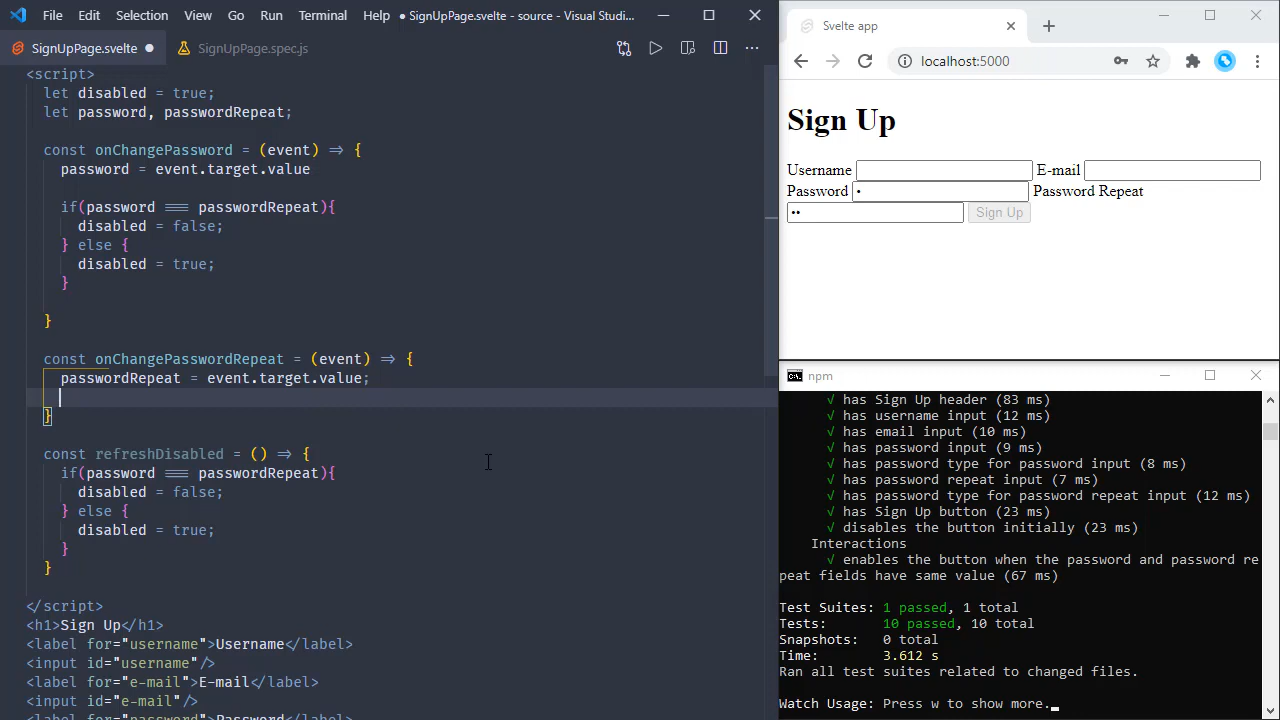 File Edit Selection View Go Run Terminal Help ● SignUpPage.svelte - source - Visual Studi...
SignUpPage.svelte ●
SignUpPage.spec.js
<script>
let disabled = true;
let password, passwordRepeat;
const onChangePassword = (event) => {
password = event.target.value
if(password === passwordRepeat){
disabled = false;
} else {
disabled = true;
}
}
const onChangePasswordRepeat = (event) => {
passwordRepeat = event.target.value;
}
const refreshDisabled = () => {
if(password === passwordRepeat){
disabled = false;
} else {
disabled = true;
}
}
</script>
<h1>Sign Up</h1>
<label for="username">Username</label>
<input id="username"/>
<label for="e-mail">E-mail</label>
<input id="e-mail"/>
<label for="password">Password</label>
Svelte app
localhost:5000
Sign Up
Username E-mail
Password • Password Repeat
•• Sign Up
npm
√ has Sign Up header (83 ms)
√ has username input (12 ms)
√ has email input (10 ms)
√ has password input (9 ms)
√ has password type for password input (8 ms)
√ has password repeat input (7 ms)
√ has password type for password repeat input (12 ms)
√ has Sign Up button (23 ms)
√ disables the button initially (23 ms)
Interactions
√ enables the button when the password and password re
peat fields have same value (67 ms)
Test Suites: 1 passed, 1 total
Tests: 10 passed, 10 total
Snapshots: 0 total
Time: 3.612 s
Ran all test suites related to changed files.
Watch Usage: Press w to show more.